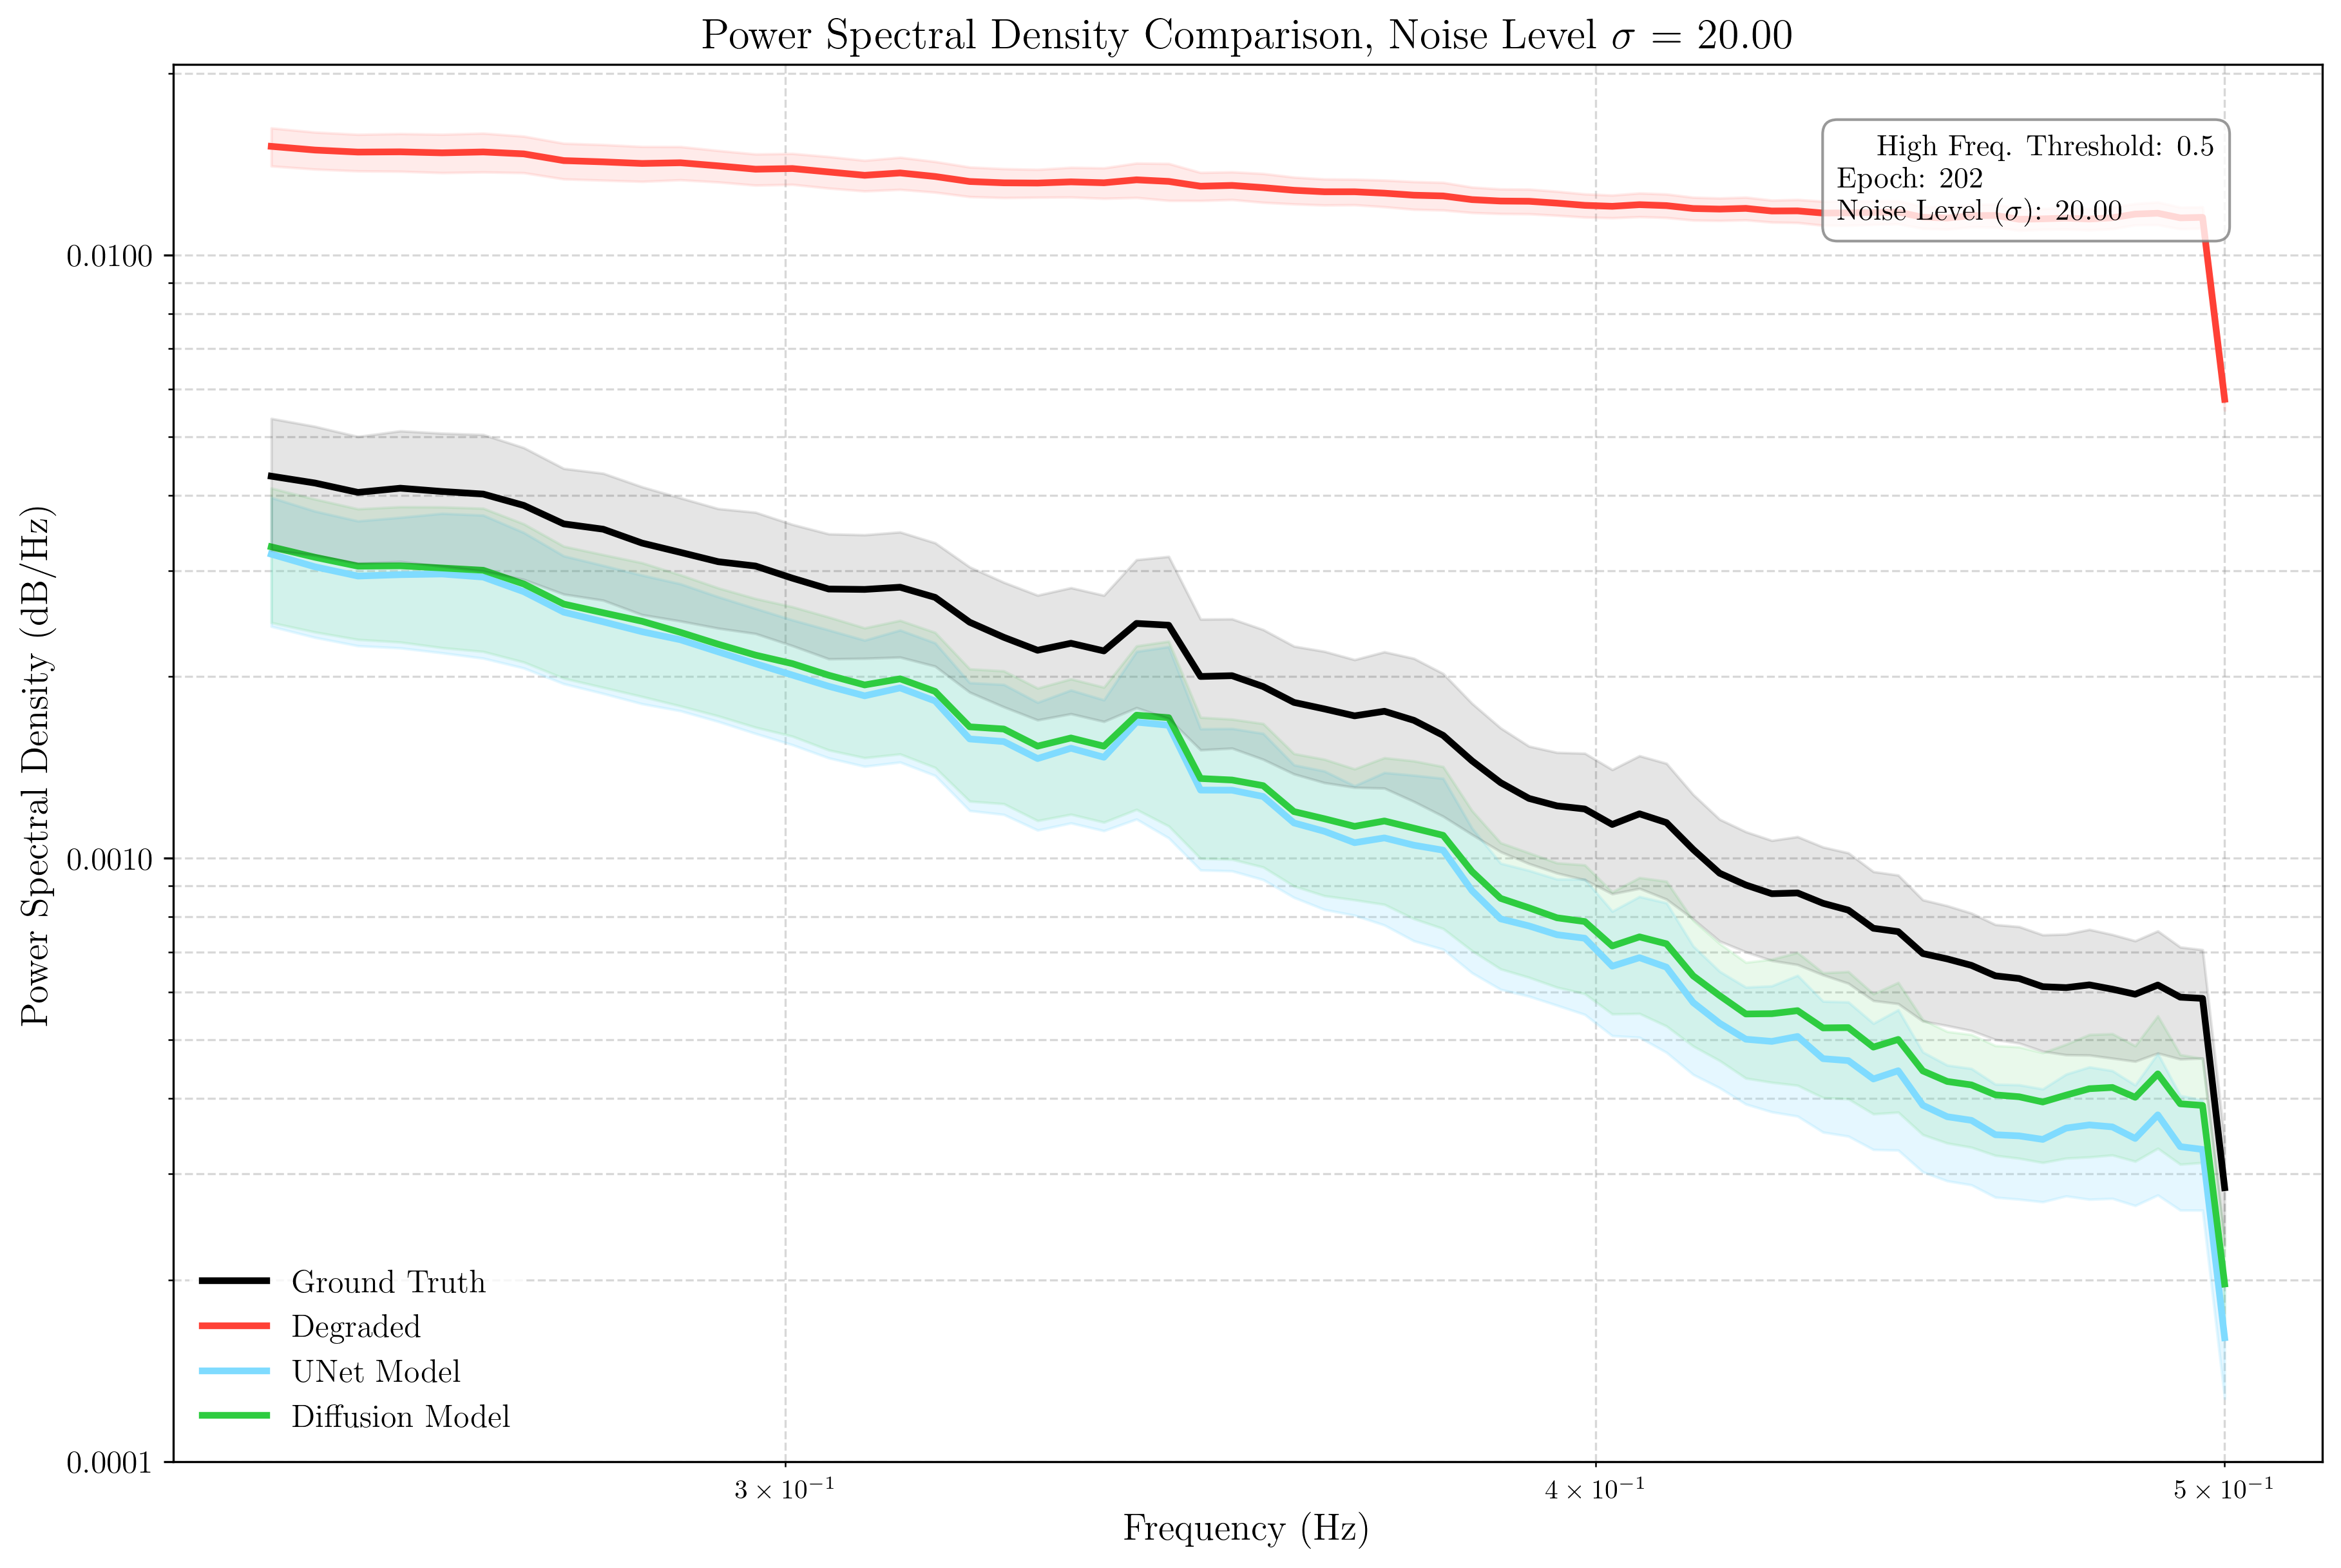 Power Spectral Density Comparison, Noise Level σ = 20.00
High Freq. Threshold: 0.5
Epoch: 202
Noise Level (σ): 20.00
Power Spectral Density (dB/Hz)
0.0100
0.0010
0.0001
Ground Truth
Degraded
UNet Model
Diffusion Model
3 × 10⁻¹
4 × 10⁻¹
5 × 10⁻¹
Frequency (Hz)